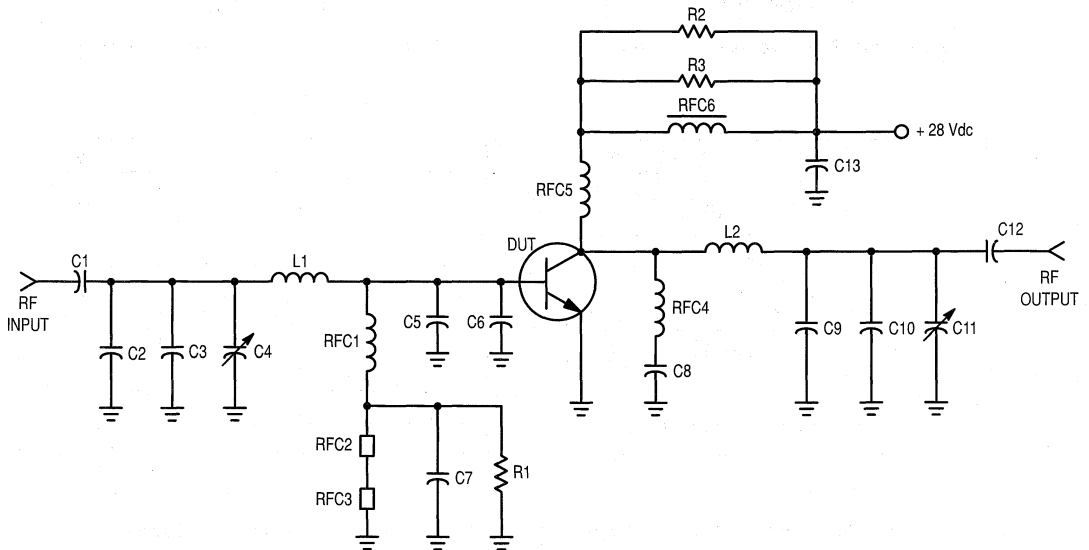 R2
R3
RFC6
+ 28 Vdc
C13
RFC5
DUT
L2
C12
C1
L1
RF
INPUT
RF
OUTPUT
C2
C3
C4
RFC1
C5
C6
RFC4
C8
C9
C10
C11
RFC2
RFC3
C7
R1